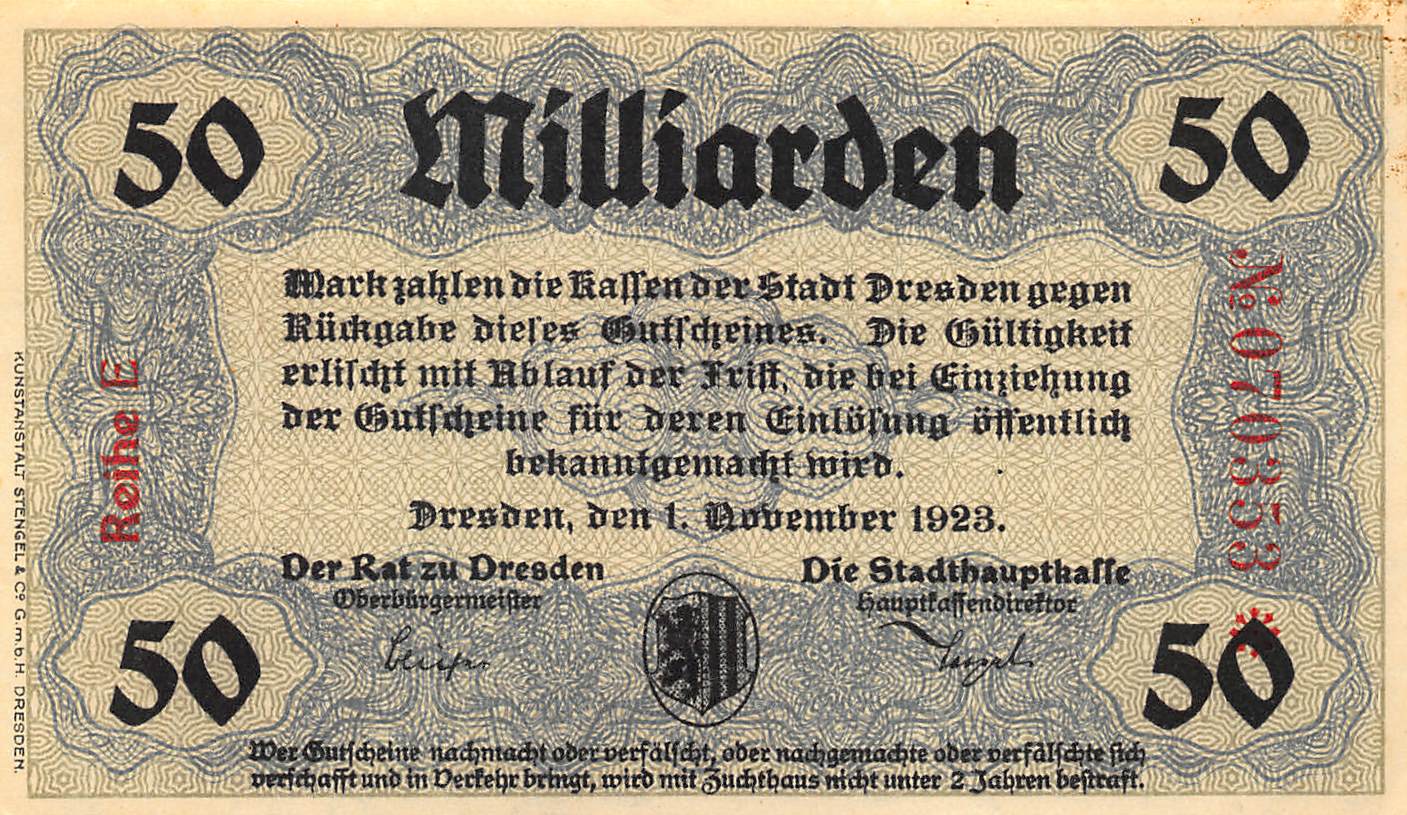 50 Milliarden 50
Mark zahlen die Kassen der Stadt Dresden gegen
Rückgabe dieses Gutscheines. Die Gültigkeit
erlischt mit Ablauf der Frist, die bei Einziehung
der Gutscheine für deren Einlösung öffentlich
bekanntgemacht wird.
Dresden, den 1. November 1923.
Der Rat zu Dresden
Oberbürgermeister
Die Stadthauptkasse
Hauptkassendirektor
50
50
Wer Gutscheine nachmacht oder verfälscht, oder nachgemachte oder verfälschte sich
verschafft und in Verkehr bringt, wird mit Zuchthaus nicht unter 2 Jahren bestraft.
Reihe E
No 070353
KUNSTANSTALT STENGEL & Co G.m.b.H. DRESDEN.